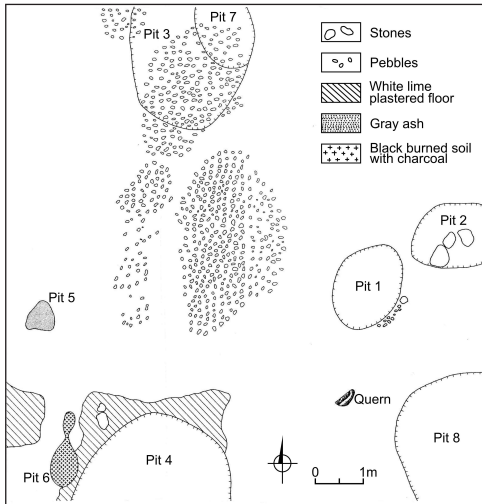 Pit 7
Pit 3
Stones
Pebbles
White lime
plastered floor
Gray ash
Black burned soil
with charcoal
Pit 2
Pit 1
Pit 5
Quern
Pit 4
Pit 6
Pit 8
0 1m